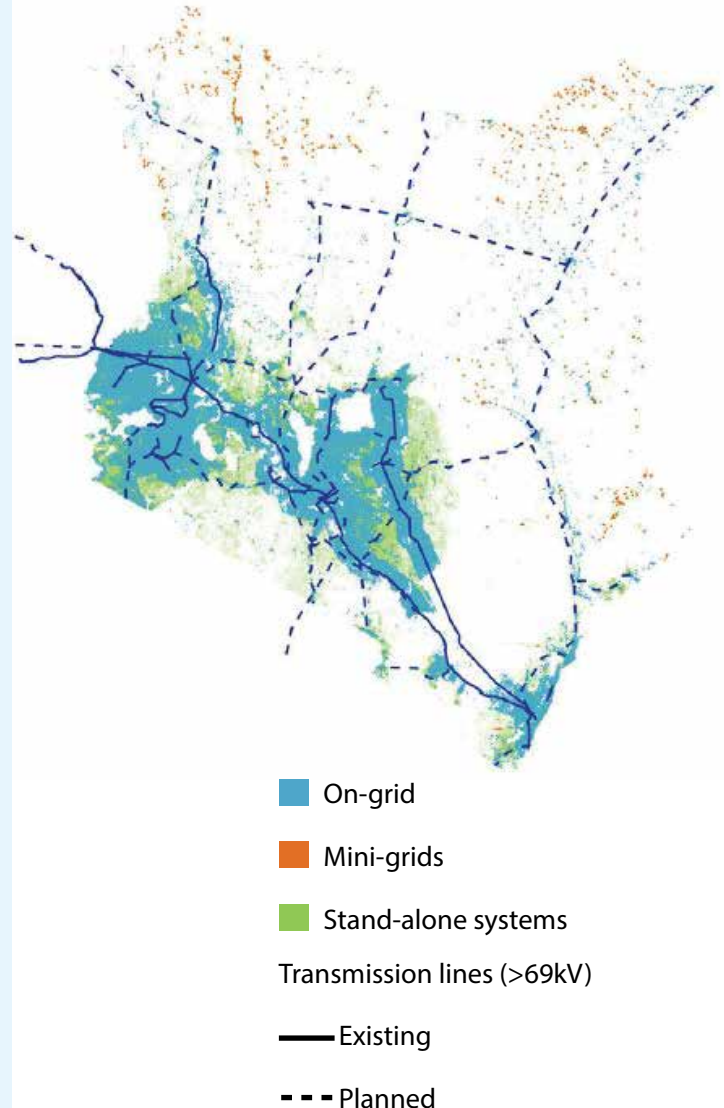 On-grid
Mini-grids
Stand-alone systems
Transmission lines (>69kV)
Existing
Planned